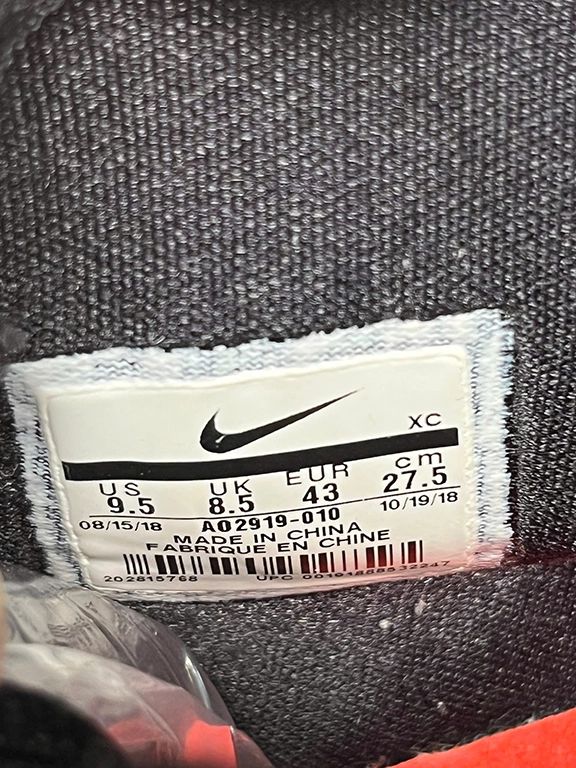 XC
US UK EUR cm
9.5 8.5 43 27.5
08/15/18 AO2919-010 10/19/18
MADE IN CHINA
FABRIQUE EN CHINE
202815768 UPC